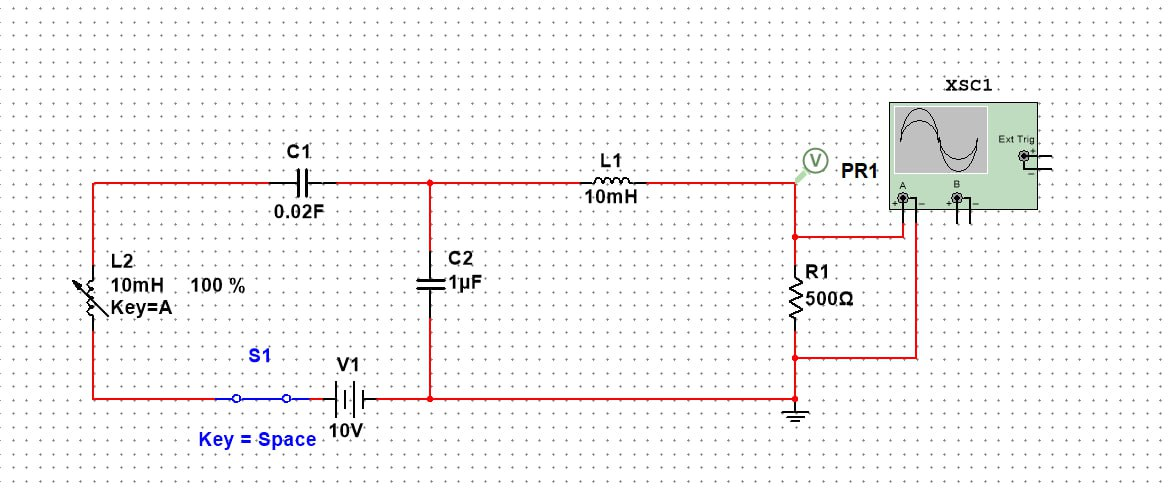 XSC1
Ext Trig
+
_
A
B
+
_
+
_
V
PR1
C1
0.02F
L1
10mH
L2
10mH 100 %
Key=A
C2
1µF
R1
500Ω
S1
Key = Space
V1
10V